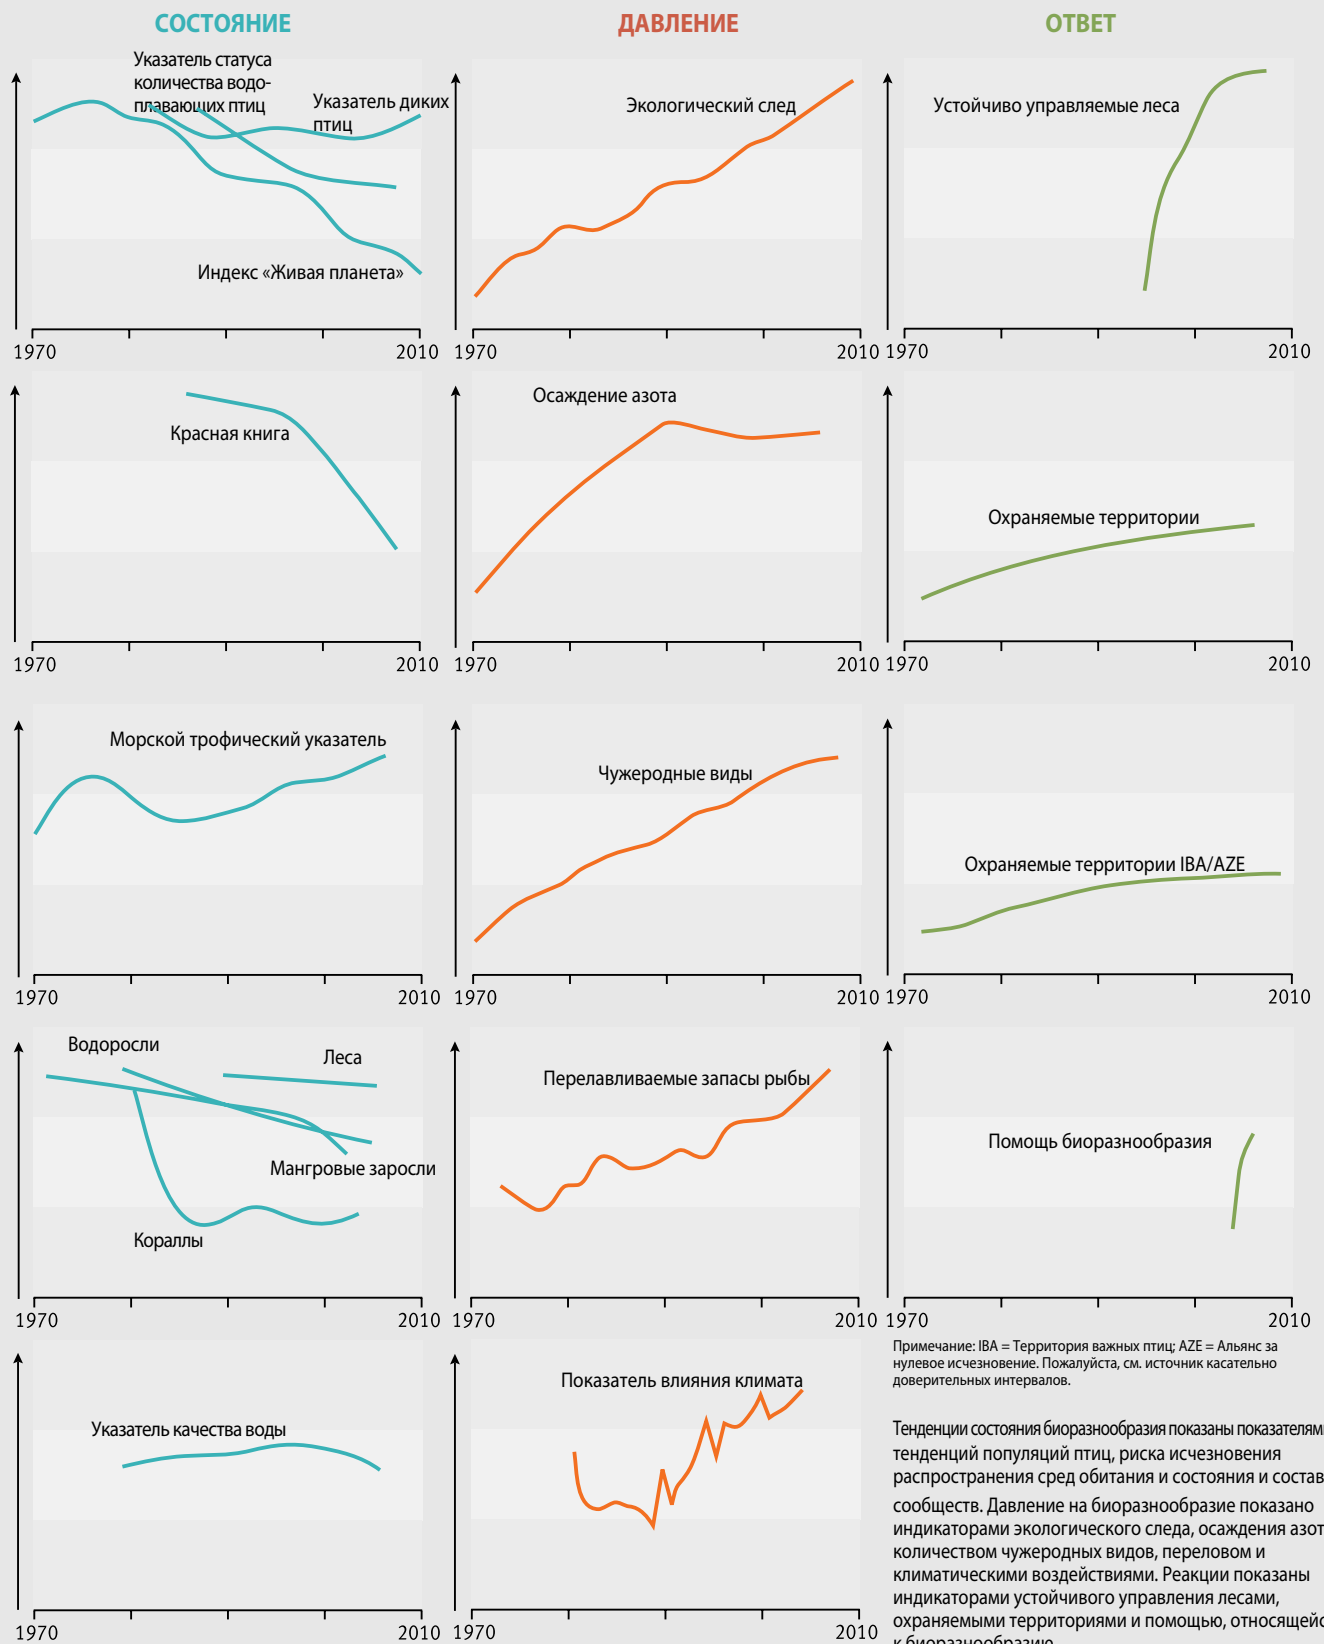 СОСТОЯНИЕ
ДАВЛЕНИЕ
ОТВЕТ
Указатель статуса
количества водо-
плавающих птиц
Указатель диких
птиц
Индекс «Живая планета»
1970
2010
Экологический след
1970
2010
Устойчиво управляемые леса
1970
2010
Красная книга
1970
2010
Осаждение азота
1970
2010
Охраняемые территории
1970
2010
Морской трофический указатель
1970
2010
Чужеродные виды
1970
2010
Охраняемые территории IBA/AZE
1970
2010
Водоросли
Леса
Мангровые заросли
Кораллы
1970
2010
Перелавливаемые запасы рыбы
1970
2010
Помощь биоразнообразия
1970
2010
Указатель качества воды
1970
2010
Показатель влияния климата
1970
2010
Примечание: IBA = Территория важных птиц; AZE = Альянс за
нулевое исчезновение. Пожалуйста, см. источник касательно
доверительных интервалов.
Тенденции состояния биоразнообразия показаны показателям
тенденций популяций птиц, риска исчезновения
распространения сред обитания и состояния и состав
сообществ. Давление на биоразнообразие показано
индикаторами экологического следа, осаждения азот
количеством чужеродных видов, переловом и
климатическими воздействиями. Реакции показаны
индикаторами устойчивого управления лесами,
охраняемыми территориями и помощью, относящейс
к биоразнообразию